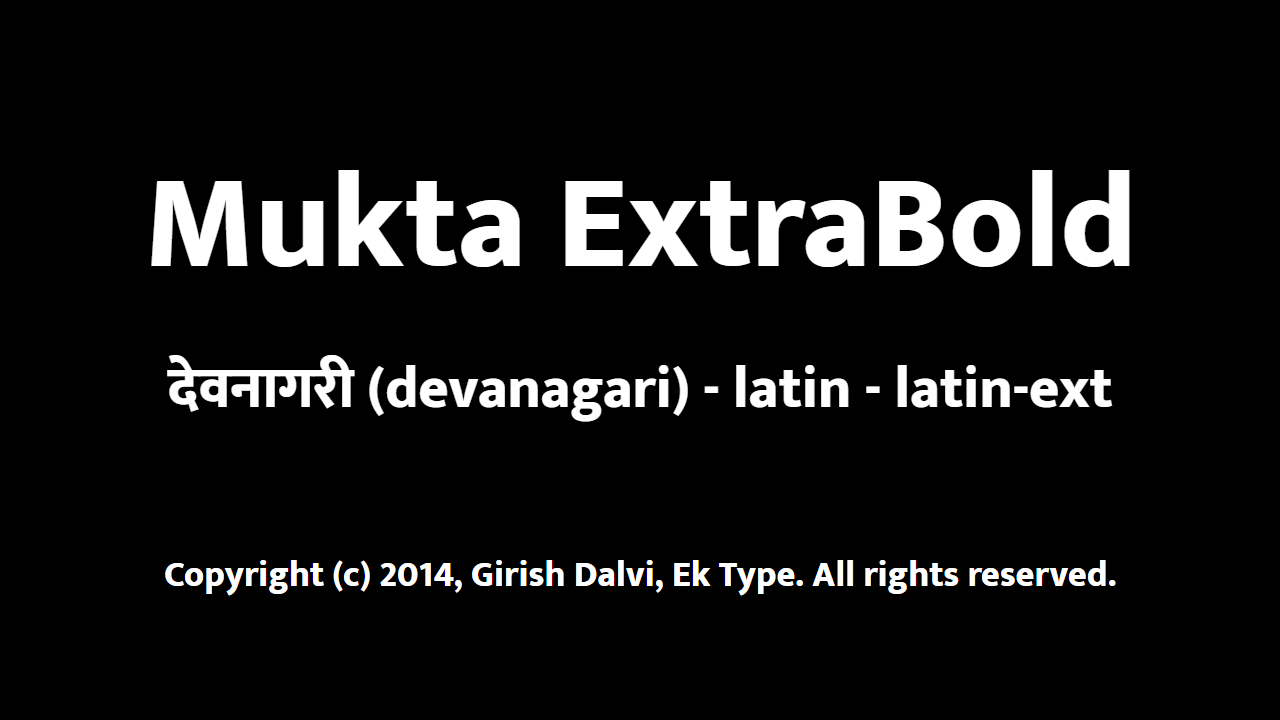 Mukta ExtraBold
देवनागरी (devanagari) - latin - latin-ext
Copyright (c) 2014, Girish Dalvi, Ek Type. All rights reserved.